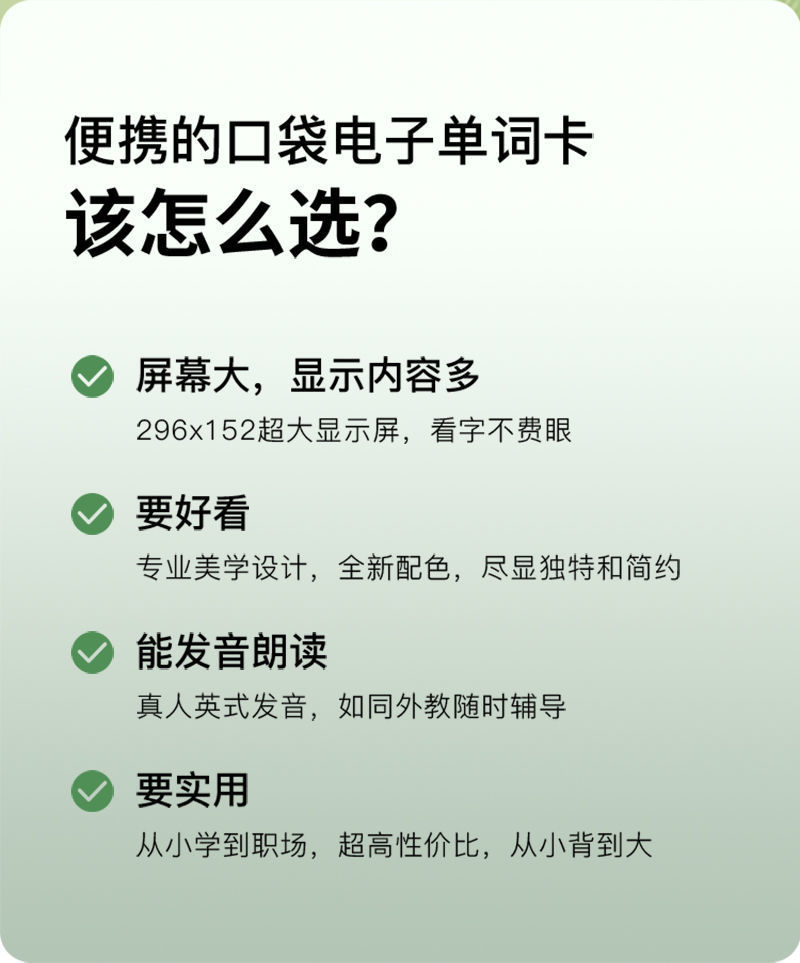 便携的口袋电子单词卡
该怎么选?
屏幕大，显示内容多
296x152超大显示屏，看字不费眼
要好看
专业美学设计，全新配色，尽显独特和简约
能发音朗读
真人英式发音，如同外教随时辅导
要实用
从小学到职场，超高性价比，从小背到大